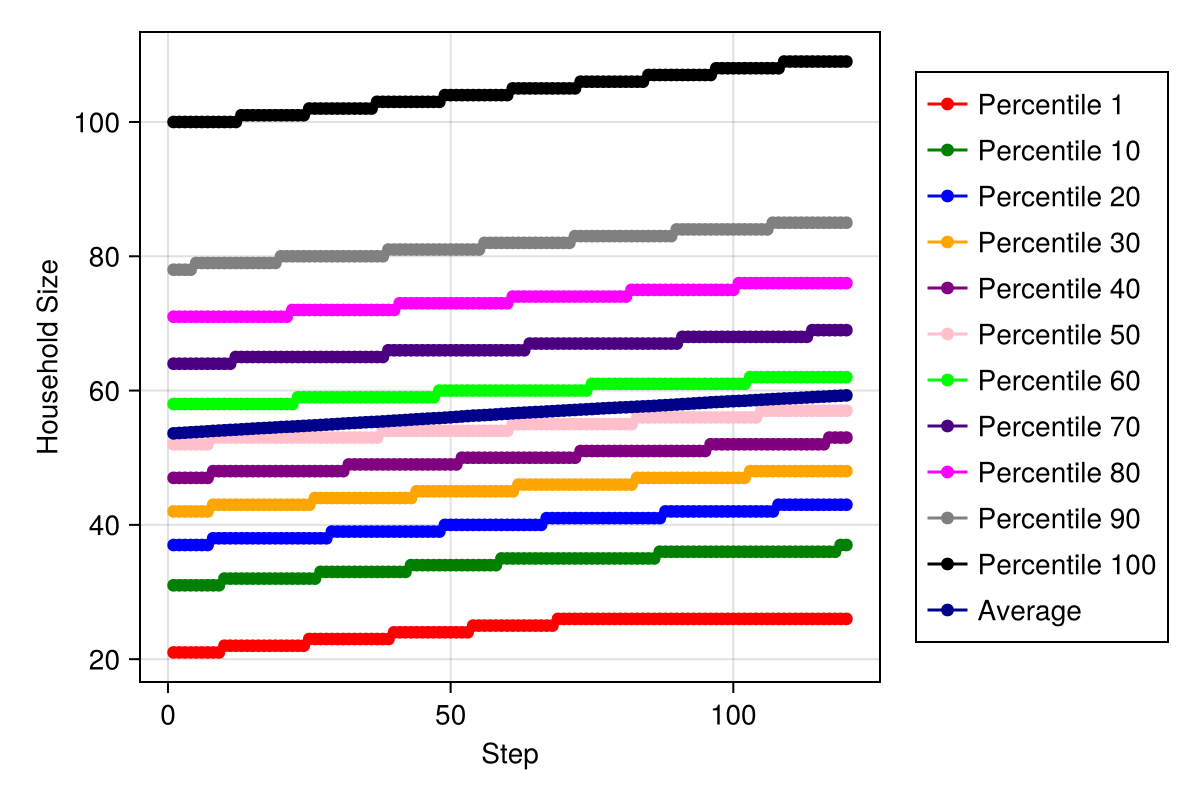 100
80
60
40
20
Household Size
0 50 100
Step
Percentile 1
Percentile 10
Percentile 20
Percentile 30
Percentile 40
Percentile 50
Percentile 60
Percentile 70
Percentile 80
Percentile 90
Percentile 100
Average